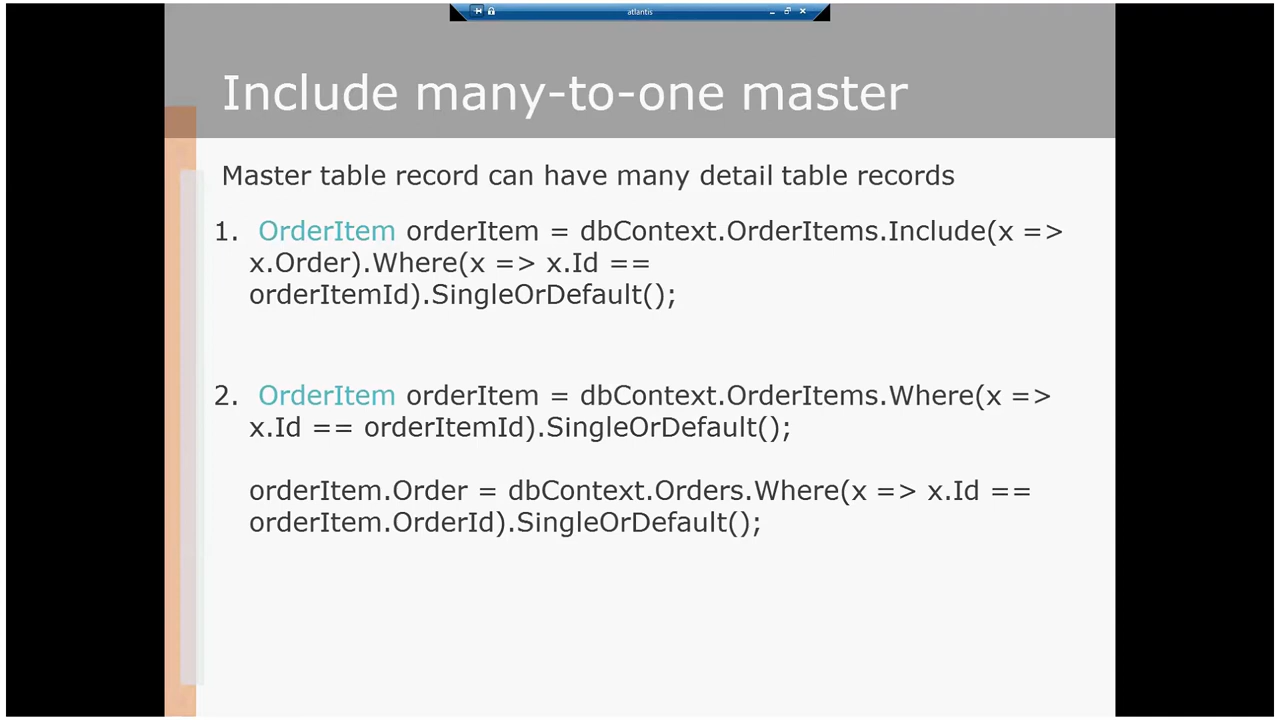 atlantis
Include many-to-one master
Master table record can have many detail table records
1. OrderItem orderItem = dbContext.OrderItems.Include(x =>
x.Order).Where(x => x.Id ==
orderItemId).SingleOrDefault();
2. OrderItem orderItem = dbContext.OrderItems.Where(x =>
x.Id == orderItemId).SingleOrDefault();
orderItem.Order = dbContext.Orders.Where(x => x.Id ==
orderItem.OrderId).SingleOrDefault();